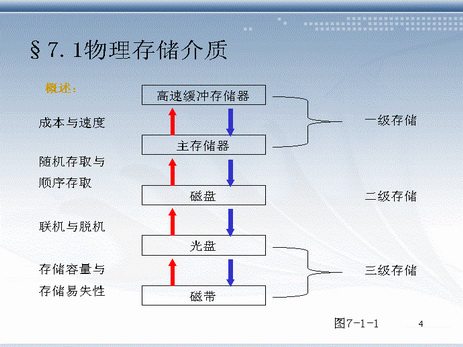 §7.1物理存储介质
概述:
成本与速度
随机存取与
顺序存取
联机与脱机
存储容量与
存储易失性
高速缓冲存储器
主存储器
磁盘
光盘
磁带
一级存储
二级存储
三级存储
图7-1-1
4